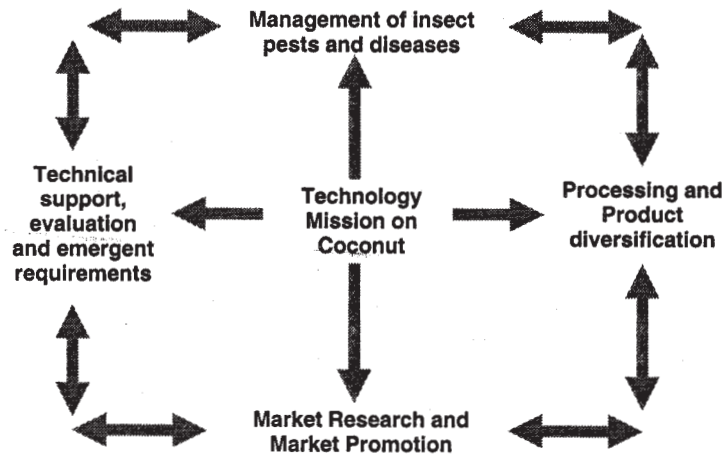 Management of insect
pests and diseases
Technical
support,
evaluation
and emergent
requirements
Technology
Mission on
Coconut
Processing and
Product
diversification
Market Research and
Market Promotion